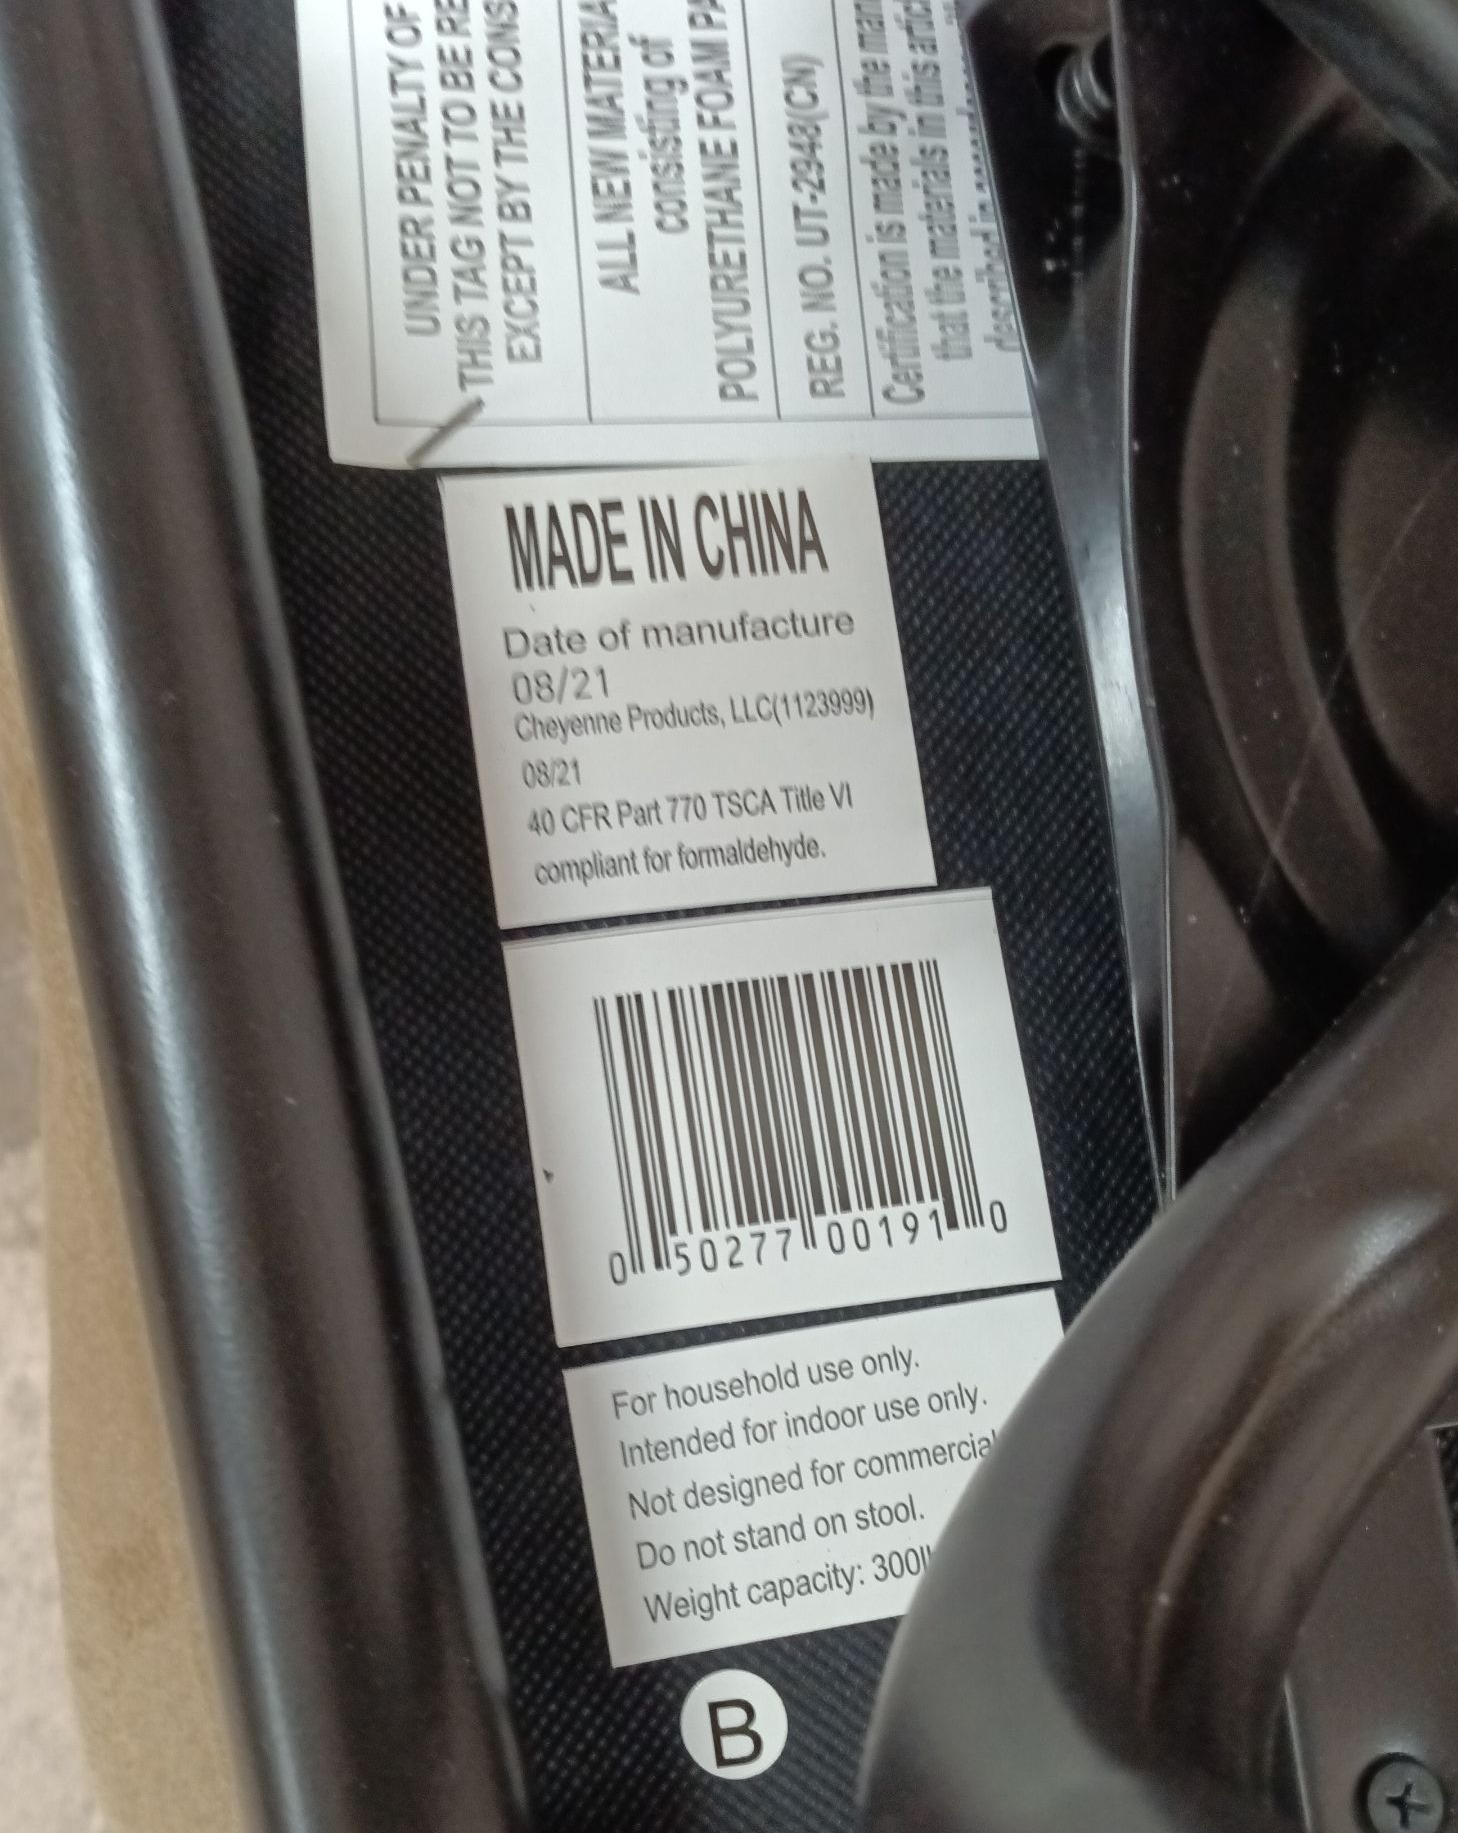 UNDER PENALTY OF
THIS TAG NOT TO BE RE
EXCEPT BY THE CONS
ALL NEW MATERIA
consisting of
POLYURETHANE FOAM PA
REG. NO. UT-2948(CN)
Certification is made by the man
that the materials in this artic
described in
MADE IN CHINA
Date of manufacture
08/21
Cheyenne Products, LLC(1123999)
08/21
40 CFR Part 770 TSCA Title VI
compliant for formaldehyde.
0 50277 00191 0
For household use only.
Intended for indoor use only.
Not designed for commercial
Do not stand on stool.
Weight capacity: 300l
B